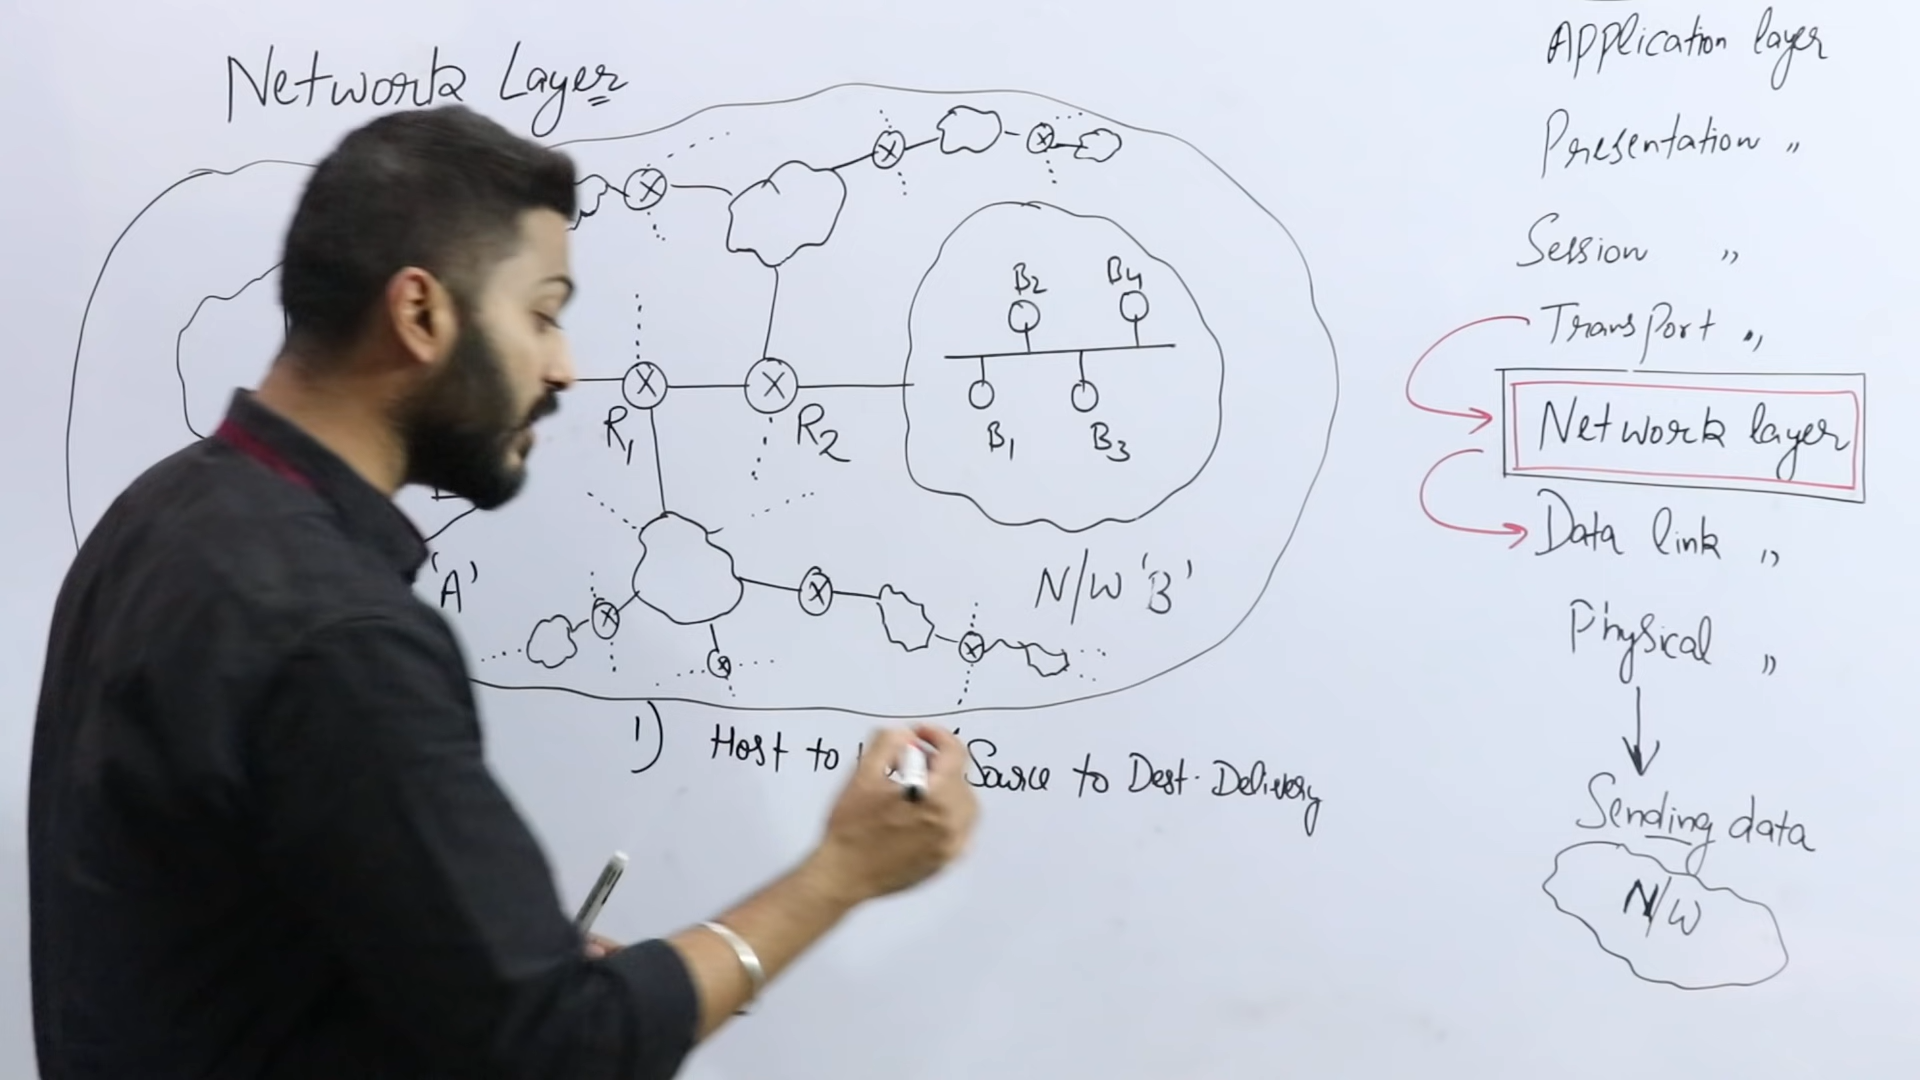 Network Layer
B2
B4
R1
R2
B1
B3
'A'
N/W 'B'
1) Host to Source to Dest. Delivery
Application layer
Presentation "
Session "
Transport "
Network layer
Data link "
Physical "
Sending data
N/W